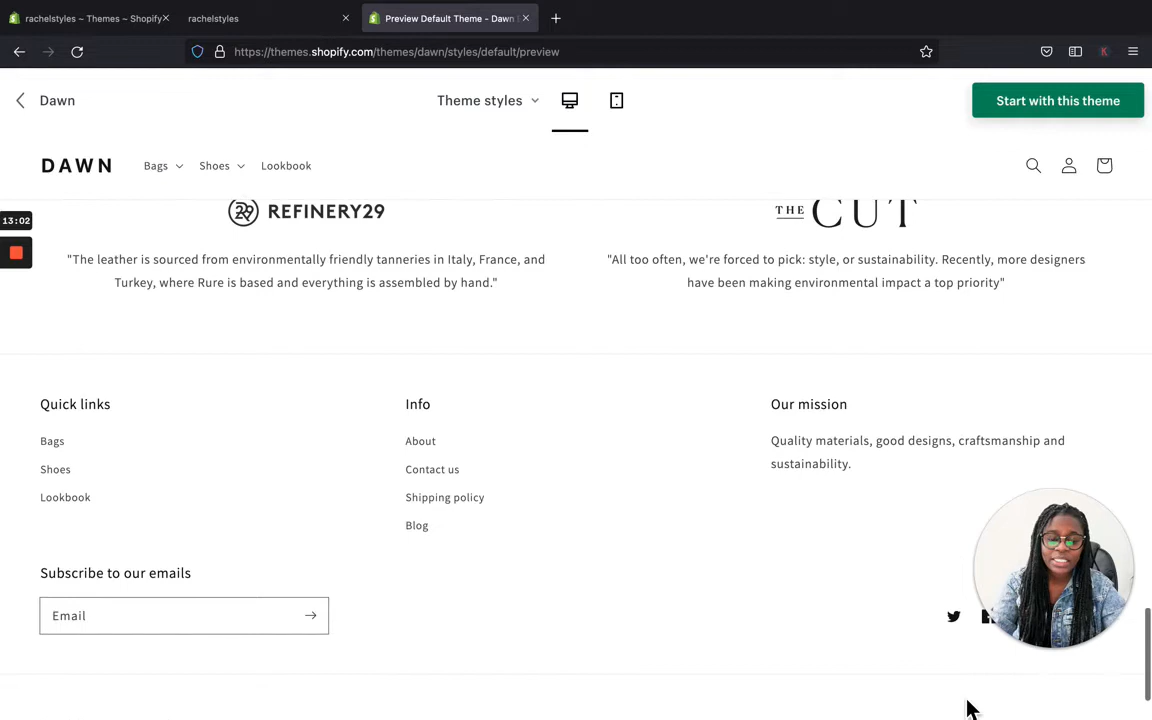 rachelstyles ~ Themes ~ Shopify
rachelstyles
Preview Default Theme - Dawn
https://themes.shopify.com/themes/dawn/styles/default/preview
K
Dawn
Theme styles
Start with this theme
DAWN
Bags
Shoes
Lookbook
13:02
29 REFINERY29
THE CUT
"The leather is sourced from environmentally friendly tanneries in Italy, France, and
Turkey, where Rure is based and everything is assembled by hand."
"All too often, we're forced to pick: style, or sustainability. Recently, more designers
have been making environmental impact a top priority"
Quick links
Bags
Shoes
Lookbook
Info
About
Contact us
Shipping policy
Blog
Our mission
Quality materials, good designs, craftsmanship and
sustainability.
Subscribe to our emails
Email